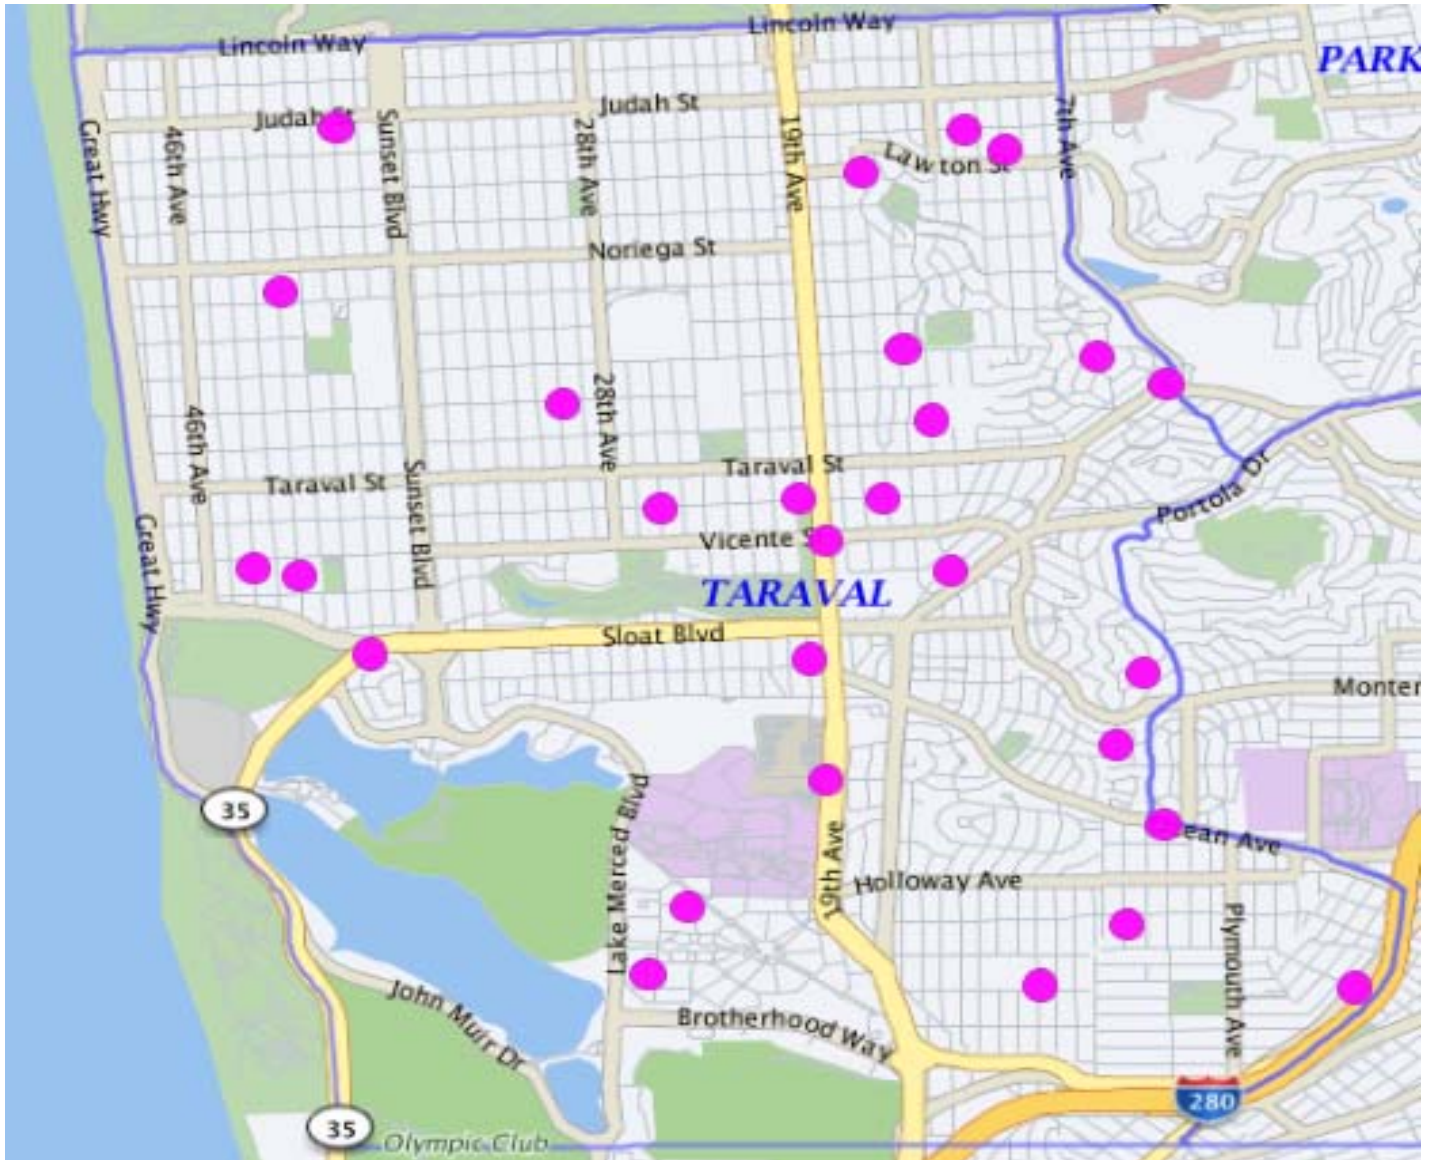 Lincoln Way
Lincoln Way
PARK
Judah St
Judah St
Great Hwy
46th Ave
Sunset Blvd
28th Ave
19th Ave
7th Ave
Lawton St
Noriega St
46th Ave
28th Ave
Taraval St
Taraval St
Sunset Blvd
Great Hwy
Portola Dr
Vicente S
TARAVAL
Sloat Blvd
Monter
35
Lake Merced Blvd
19th Ave
ean Ave
Holloway Ave
Plymouth Ave
John Muir Dr
Brotherhood Way
280
35
Olympic Club